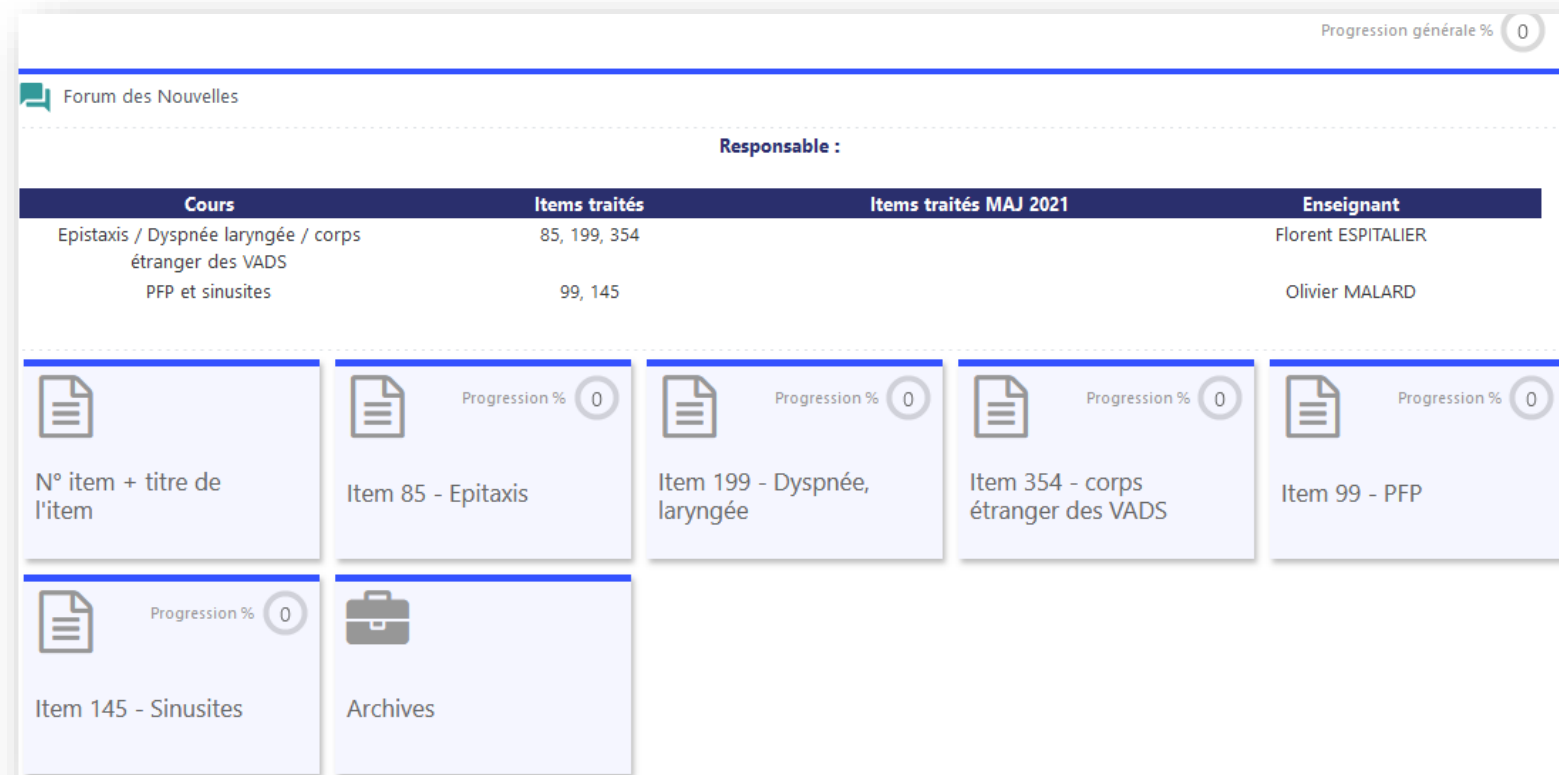 Progression générale % 0
Forum des Nouvelles
Responsable :
Cours Items traités Items traités MAJ 2021 Enseignant
Epistaxis / Dyspnée laryngée / corps 85, 199, 354 Florent ESPITALIER
étranger des VADS
PFP et sinusites 99, 145 Olivier MALARD
N° item + titre de
l'item
Progression % 0
Item 85 - Epitaxis
Progression % 0
Item 199 - Dyspnée,
laryngée
Progression % 0
Item 354 - corps
étranger des VADS
Progression % 0
Item 99 - PFP
Progression % 0
Item 145 - Sinusites
Archives